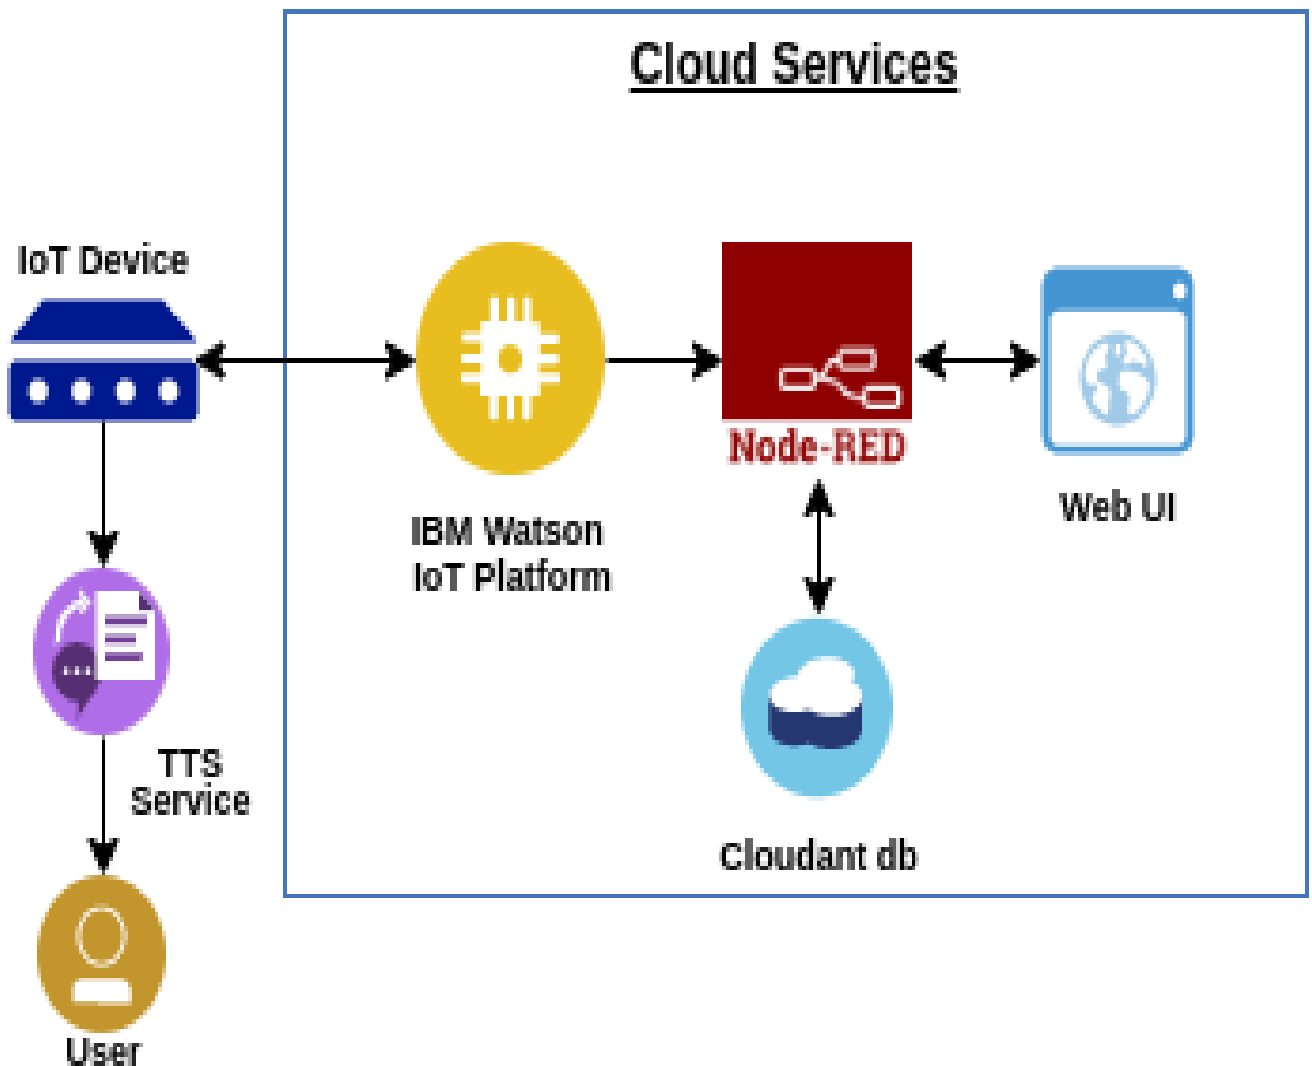 Cloud Services
IoT Device
Node-RED
Web UI
IBM Watson
IoT Platform
TTS
Service
Cloudant db
User